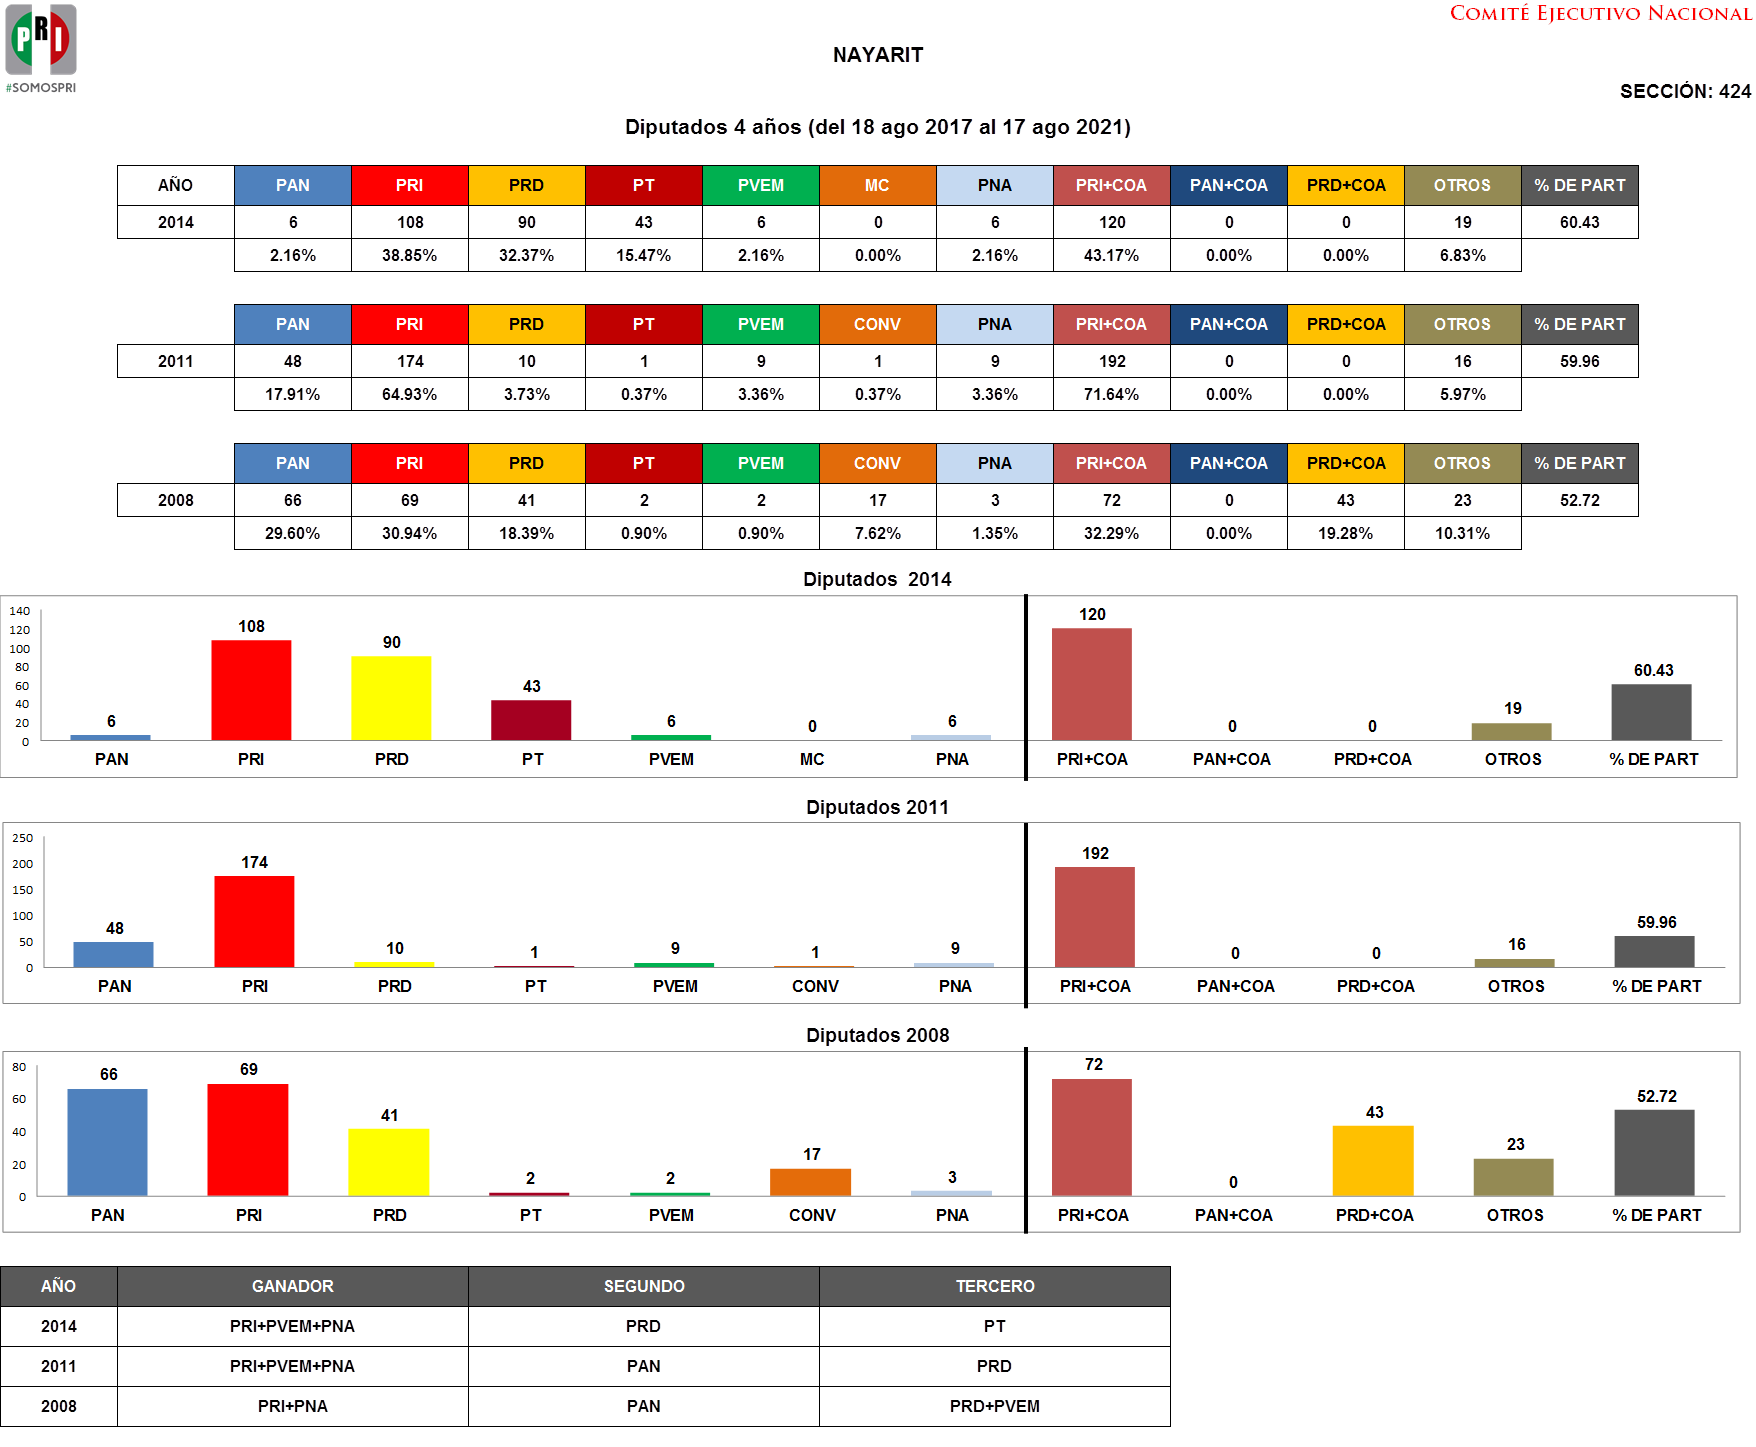 PRI
#SOMOSPRI
COMITÉ EJECUTIVO NACIONAL
NAYARIT
SECCIÓN: 424
Diputados 4 años (del 18 ago 2017 al 17 ago 2021)
AÑO PAN PRI PRD PT PVEM MC PNA PRI+COA PAN+COA PRD+COA OTROS % DE PART
2014 6 108 90 43 6 0 6 120 0 0 19 60.43
2.16% 38.85% 32.37% 15.47% 2.16% 0.00% 2.16% 43.17% 0.00% 0.00% 6.83%
PAN PRI PRD PT PVEM CONV PNA PRI+COA PAN+COA PRD+COA OTROS % DE PART
2011 48 174 10 1 9 1 9 192 0 0 16 59.96
17.91% 64.93% 3.73% 0.37% 3.36% 0.37% 3.36% 71.64% 0.00% 0.00% 5.97%
PAN PRI PRD PT PVEM CONV PNA PRI+COA PAN+COA PRD+COA OTROS % DE PART
2008 66 69 41 2 2 17 3 72 0 43 23 52.72
29.60% 30.94% 18.39% 0.90% 0.90% 7.62% 1.35% 32.29% 0.00% 19.28% 10.31%
Diputados 2014
140
120
100
80
60
40
20
0
6 108 90 43 6 0 6 120 0 0 19 60.43
PAN PRI PRD PT PVEM MC PNA PRI+COA PAN+COA PRD+COA OTROS % DE PART
Diputados 2011
250
200
150
100
50
0
48 174 10 1 9 1 9 192 0 0 16 59.96
PAN PRI PRD PT PVEM CONV PNA PRI+COA PAN+COA PRD+COA OTROS % DE PART
Diputados 2008
80
60
40
20
0
66 69 41 2 2 17 3 72 0 43 23 52.72
PAN PRI PRD PT PVEM CONV PNA PRI+COA PAN+COA PRD+COA OTROS % DE PART
AÑO GANADOR SEGUNDO TERCERO
2014 PRI+PVEM+PNA PRD PT
2011 PRI+PVEM+PNA PAN PRD
2008 PRI+PNA PAN PRD+PVEM